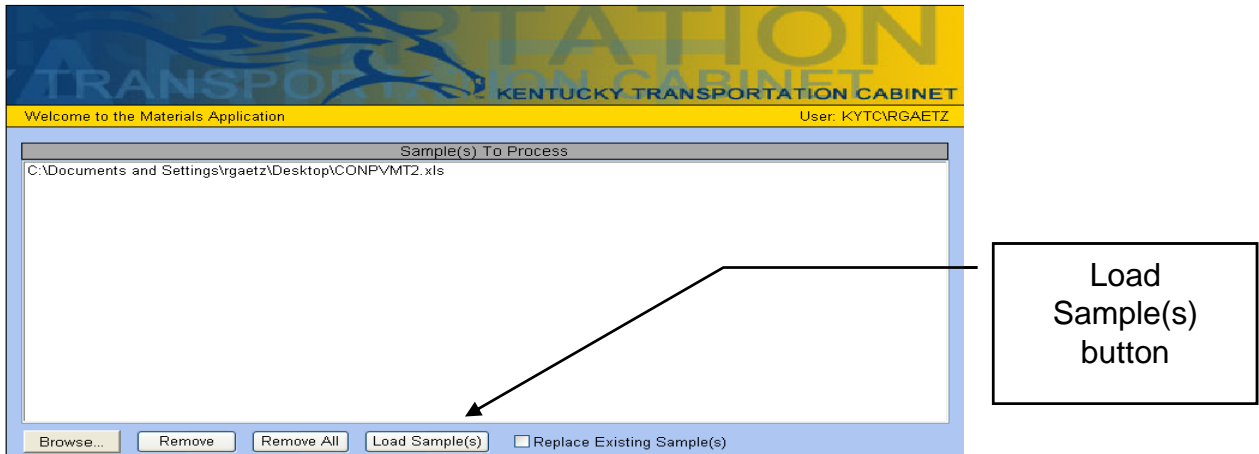 TRANSPORTATION CABINET
KENTUCKY TRANSPORTATION CABINET
Welcome to the Materials Application User: KYTC\RGAETZ
Sample(s) To Process
C:\Documents and Settings\rgaetz\Desktop\CONPVMT2.xls
Load
Sample(s)
button
Browse... Remove Remove All Load Sample(s) Replace Existing Sample(s)